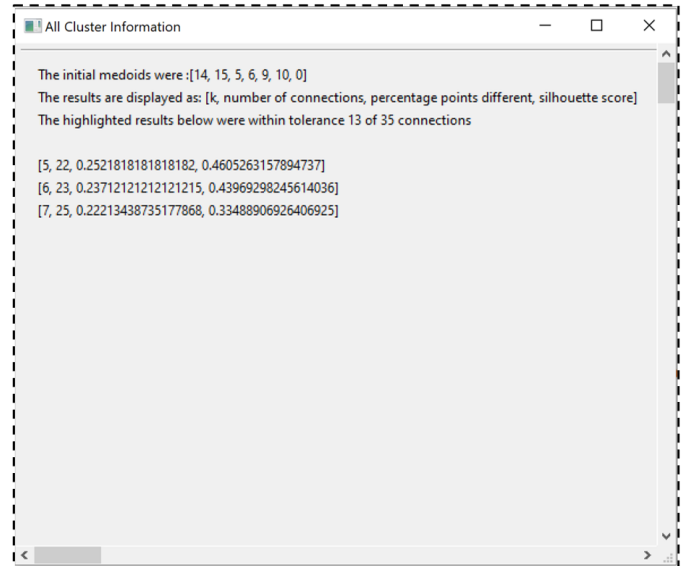 All Cluster Information
The initial medoids were :[14, 15, 5, 6, 9, 10, 0]
The results are displayed as: [k, number of connections, percentage points different, silhouette score]
The highlighted results below were within tolerance 13 of 35 connections
[5, 22, 0.2521818181818182, 0.4605263157894737]
[6, 23, 0.23712121212121215, 0.43969298245614036]
[7, 25, 0.22213438735177868, 0.33488906926406925]